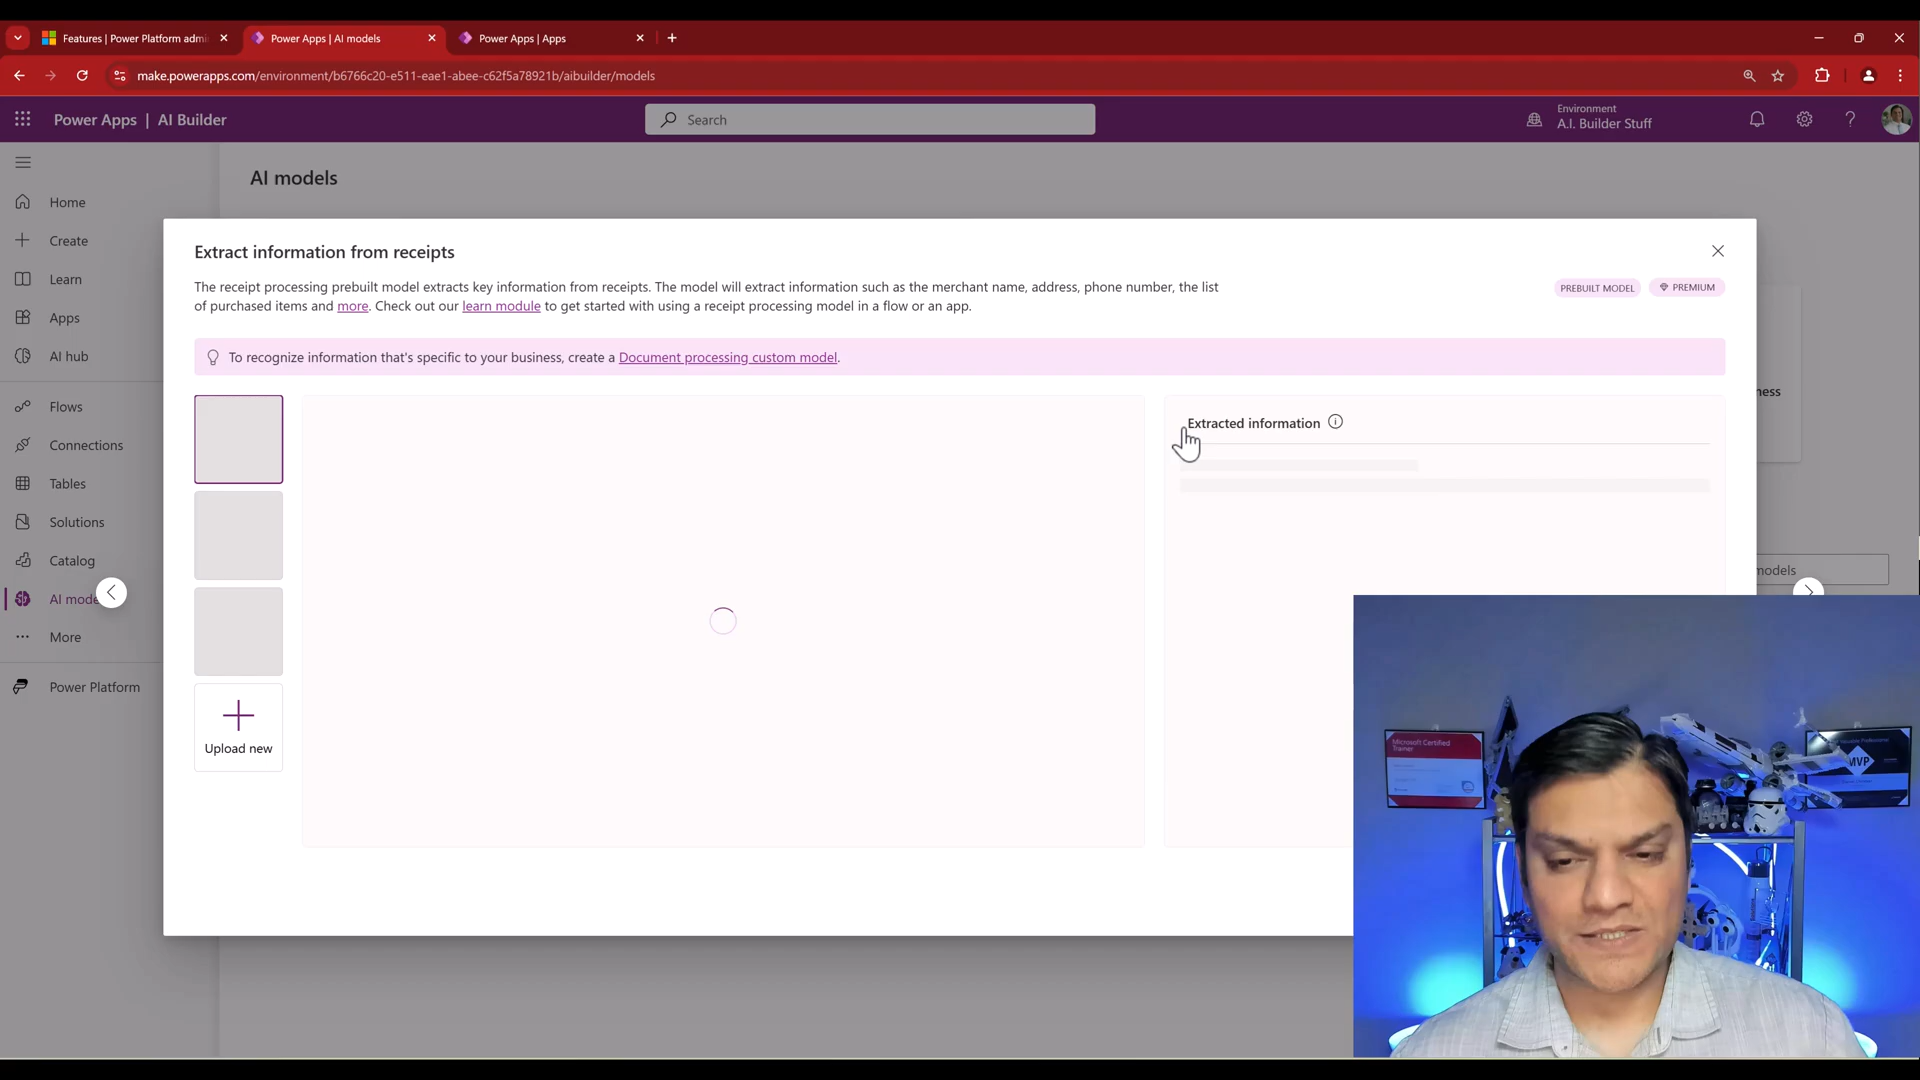 Features | Power Platform admi
Power Apps | AI models
Power Apps | Apps
make.powerapps.com/environment/b6766c20-e511-eae1-abee-c62f5a78921b/aibuilder/models
Power Apps | AI Builder
Search
Environment
A.I. Builder Stuff
AI models
Home
Create
Learn
Apps
AI hub
Flows
Connections
Tables
Solutions
Catalog
AI mode
More
Power Platform
Extract information from receipts
The receipt processing prebuilt model extracts key information from receipts. The model will extract information such as the merchant name, address, phone number, the list
of purchased items and more. Check out our learn module to get started with using a receipt processing model in a flow or an app.
PREBUILT MODEL
PREMIUM
To recognize information that's specific to your business, create a Document processing custom model.
Extracted information
Upload new
ness
models
Microsoft Certified
Trainer
MVP